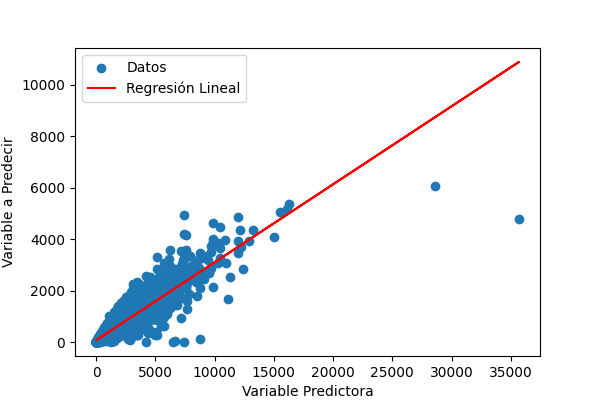 Datos
Regresión Lineal
10000
8000
6000
4000
2000
0
Variable a Predecir
0 5000 10000 15000 20000 25000 30000 35000
Variable Predictora